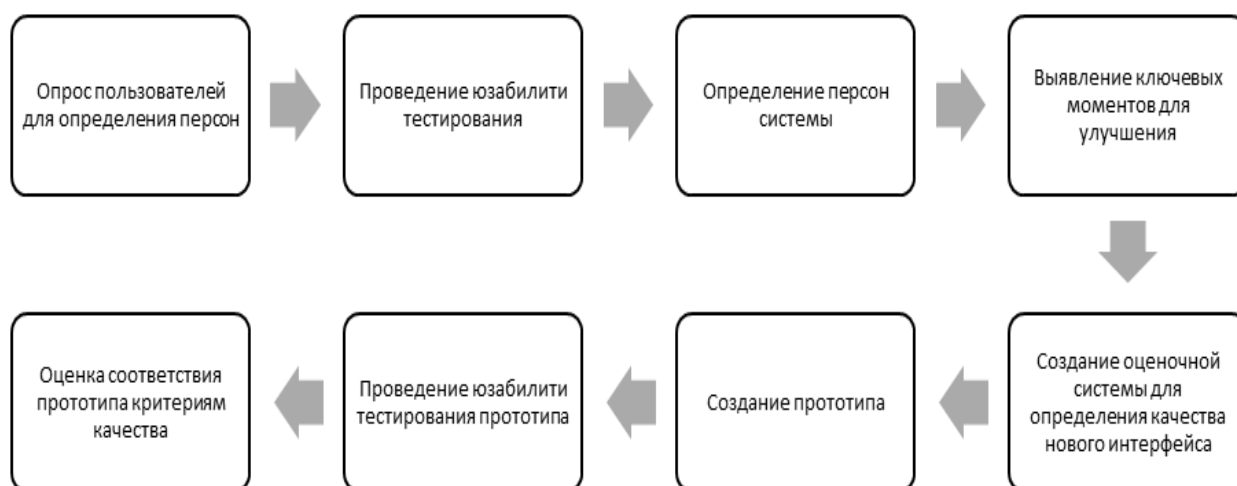 Опрос пользователей
для определения персон
Проведение юзабилити
тестирования
Определение персон
системы
Выявление ключевых
моментов для
улучшения
Создание оценочной
системы для
определения качества
нового интерфейса
Создание прототипа
Проведение юзабилити
тестирования прототипа
Оценка соответствия
прототипа критериям
качества